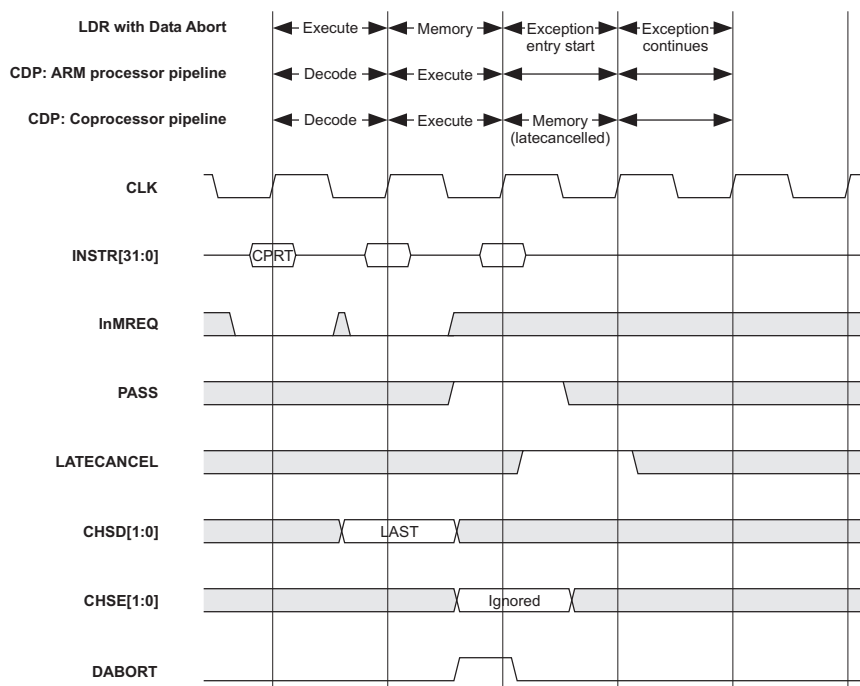 LDR with Data Abort
Execute
Memory
Exception
entry start
Exception
continues
CDP: ARM processor pipeline
Decode
Execute
CDP: Coprocessor pipeline
Decode
Execute
Memory
(latecancelled)
CLK
INSTR[31:0]
CPRT
InMREQ
PASS
LATECANCEL
CHSD[1:0]
LAST
CHSE[1:0]
Ignored
DABORT